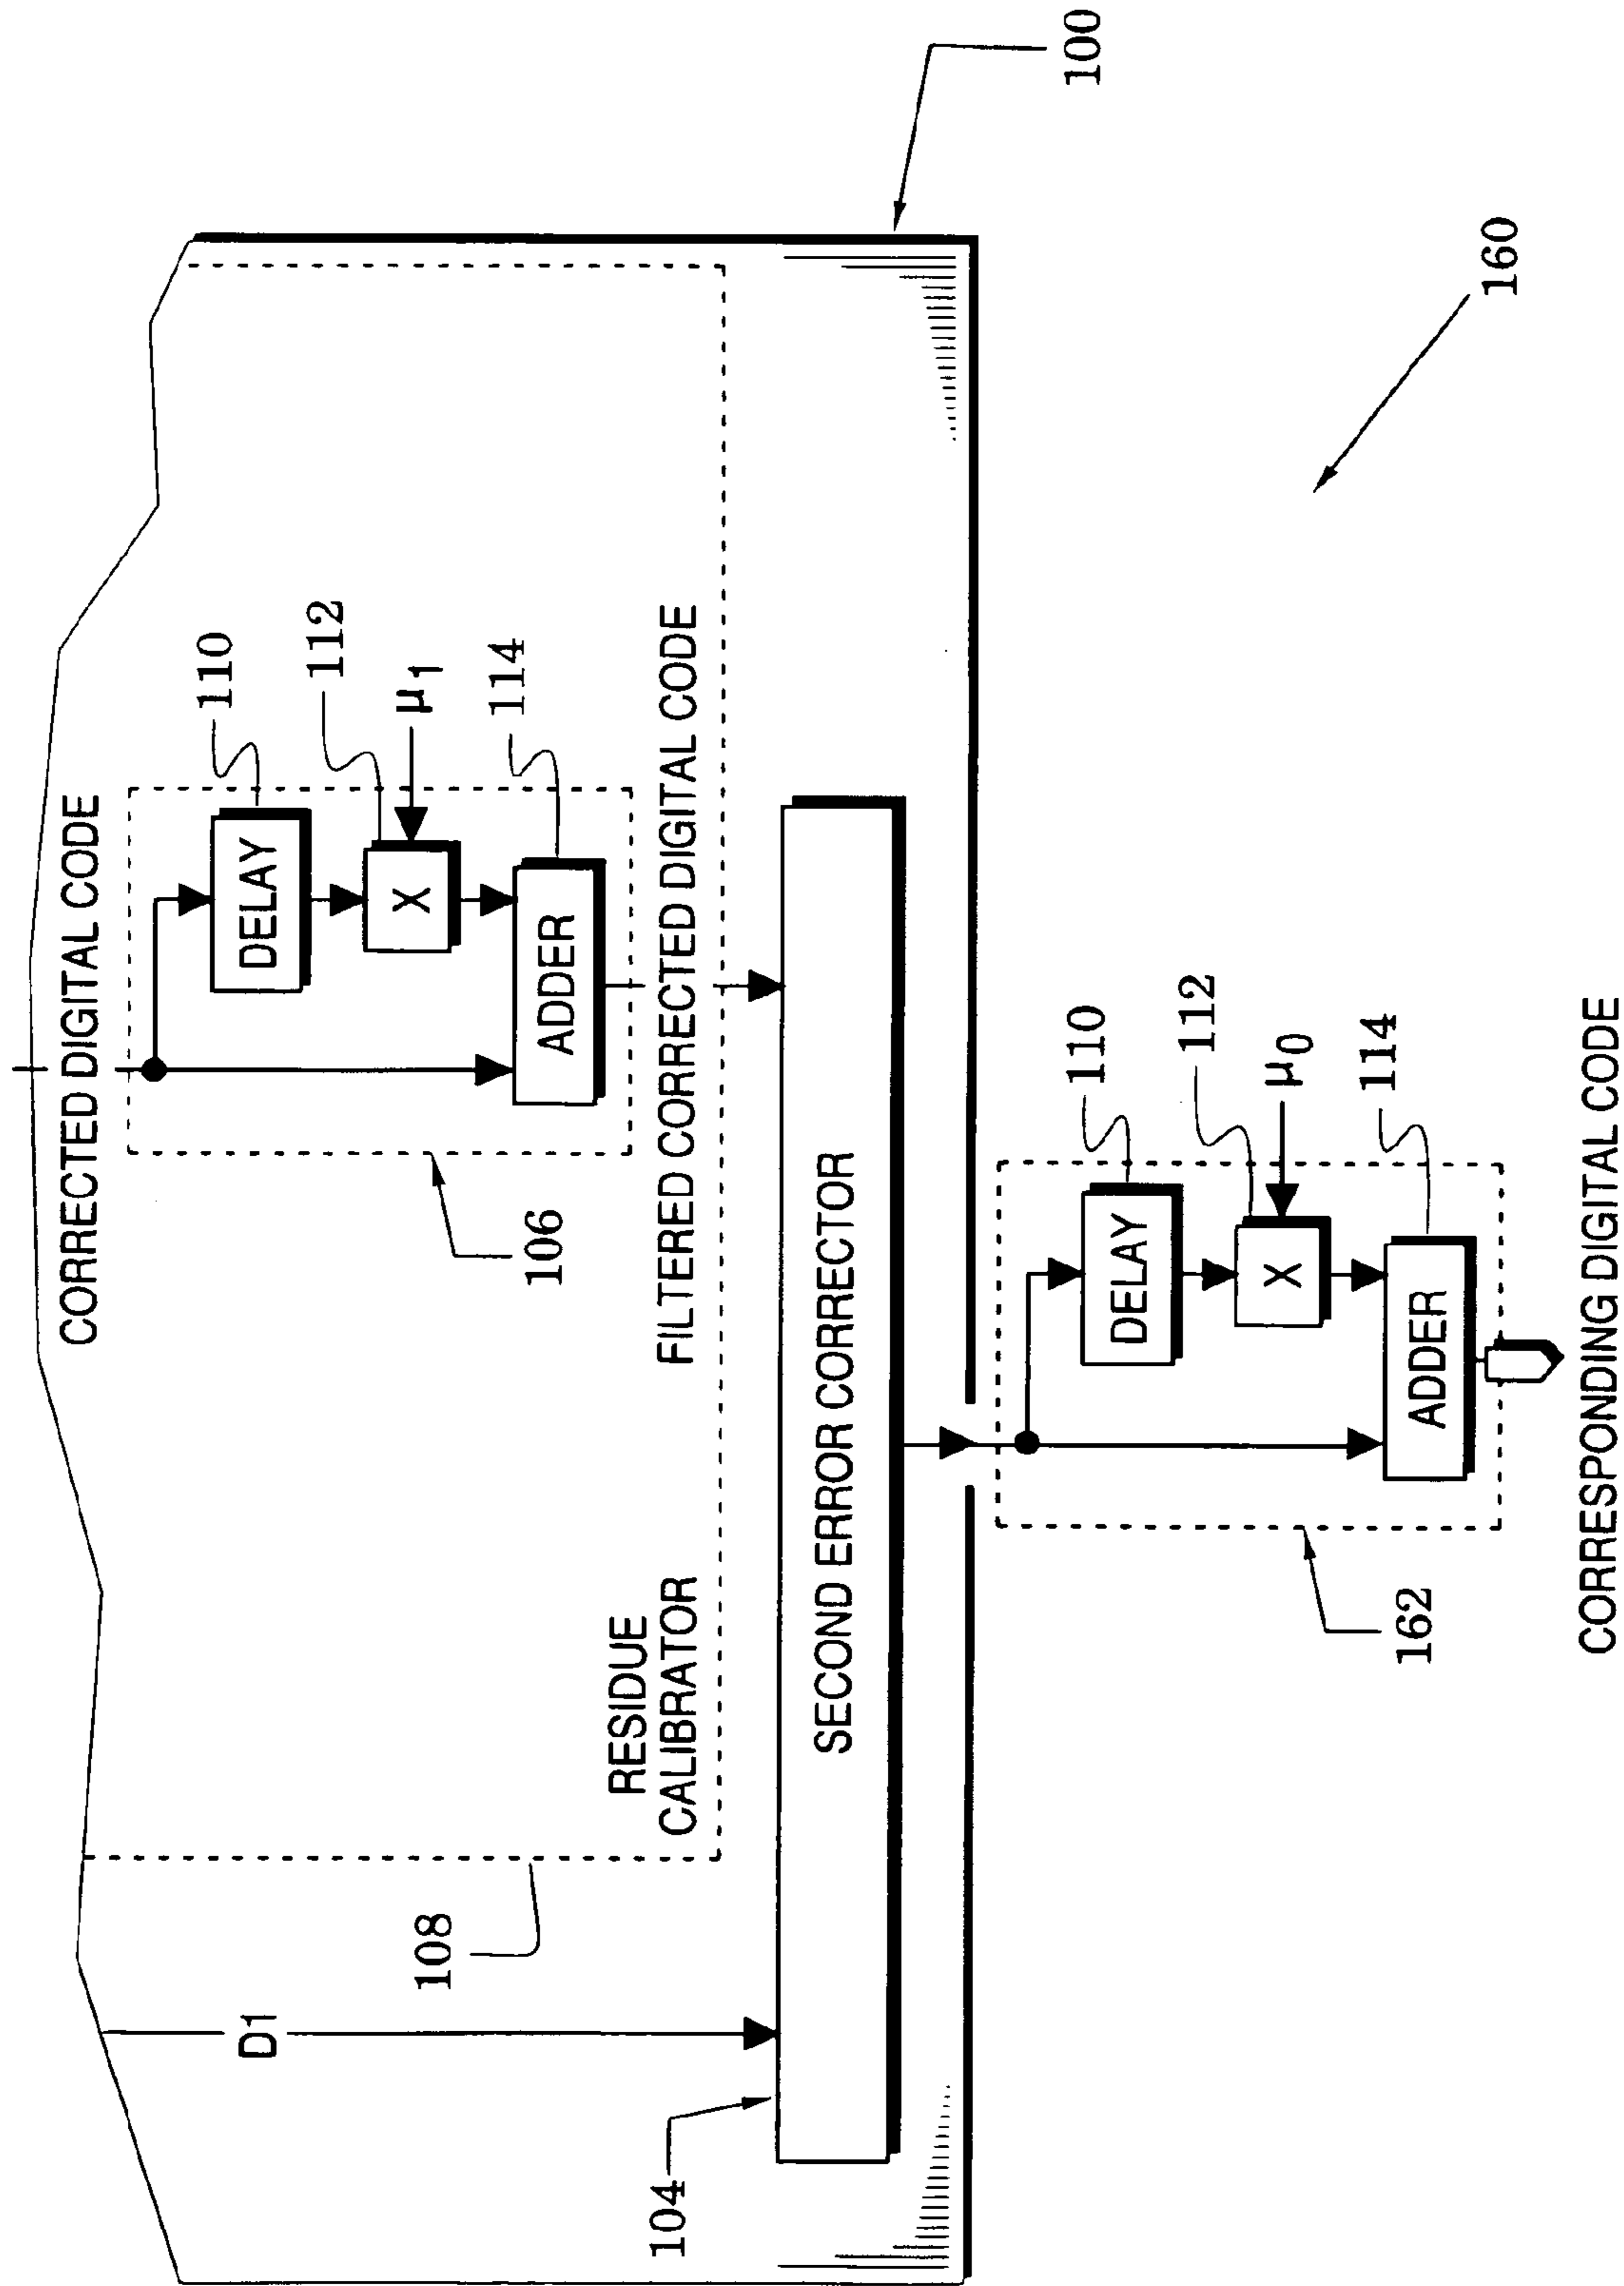 CORRECTED DIGITAL CODE
110
DELAY
112
X
µ1
114
ADDER
106
FILTERED CORRECTED DIGITAL CODE
RESIDUE
CALIBRATOR
108
D1
104
SECOND ERROR CORRECTOR
100
110
DELAY
112
X
µ0
114
ADDER
162
160
CORRESPONDING DIGITAL CODE